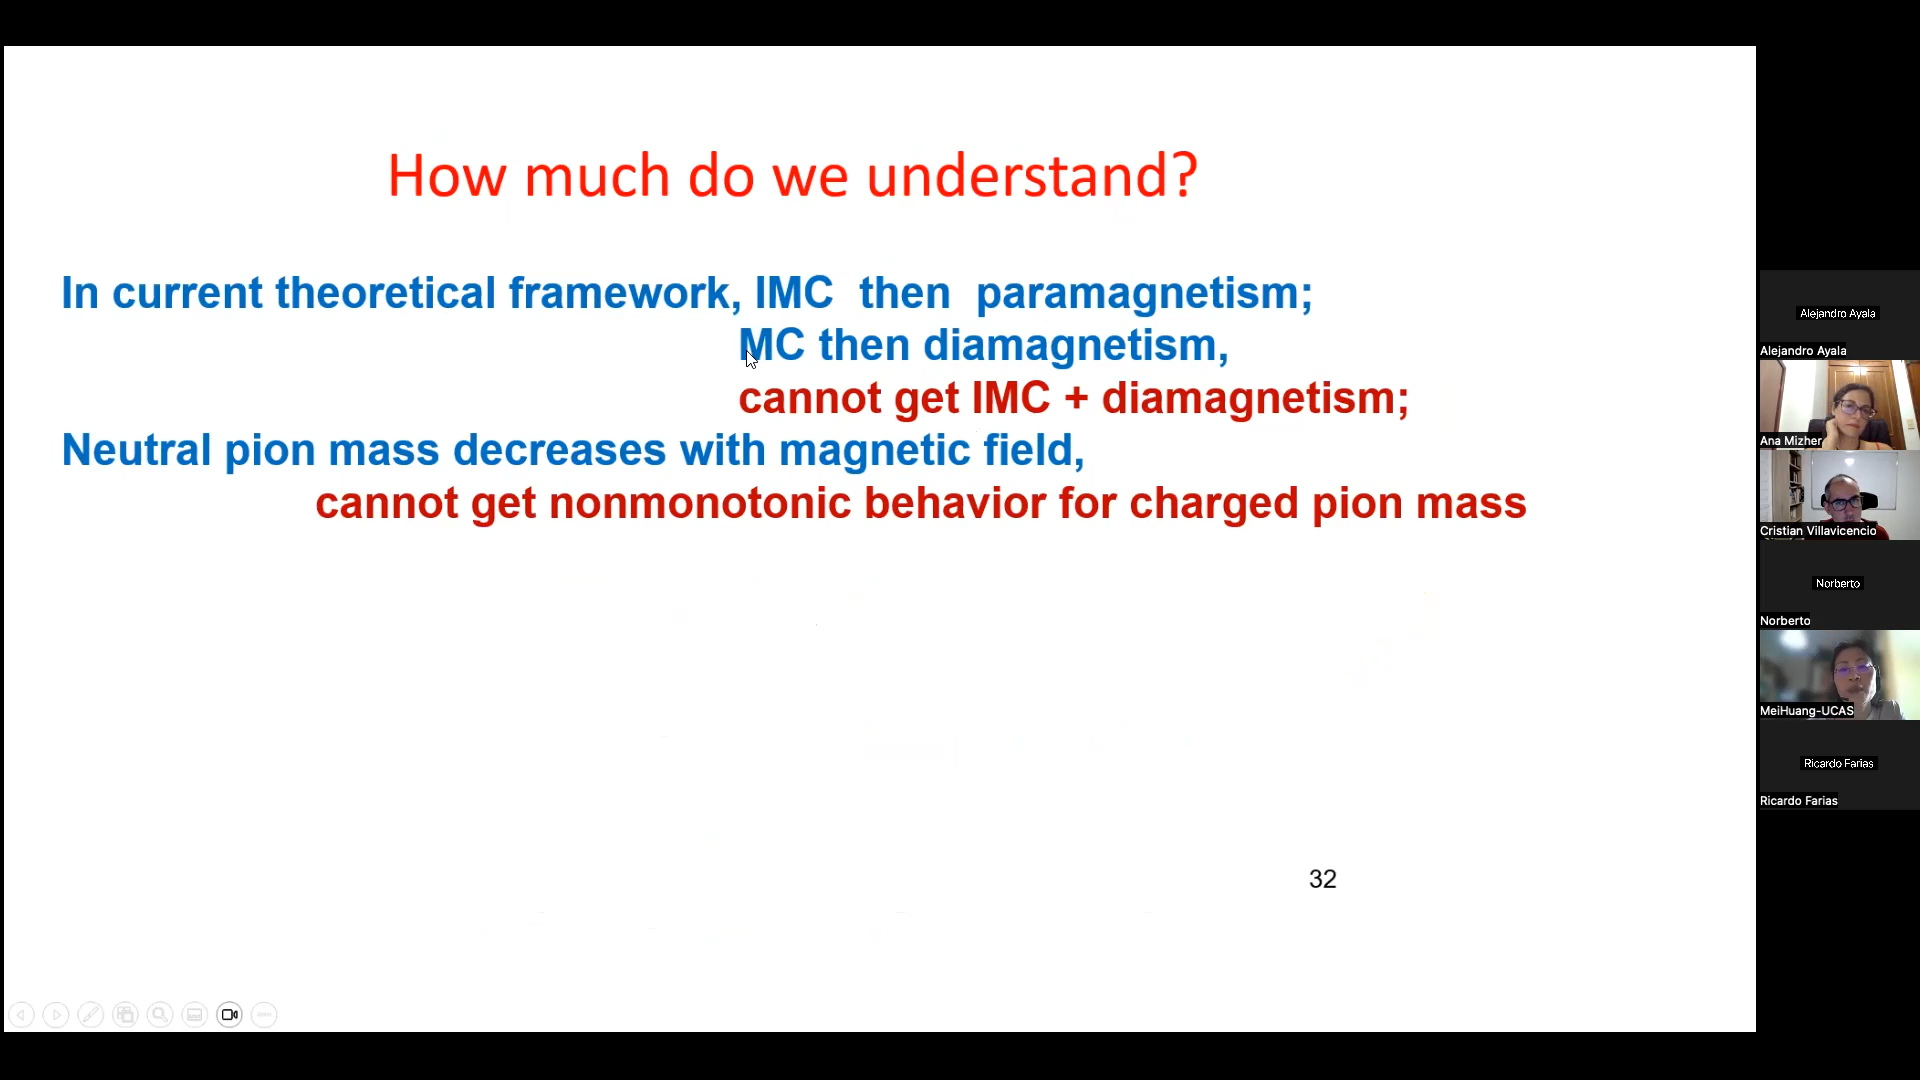 How much do we understand?
In current theoretical framework, IMC then paramagnetism;
MC then diamagnetism,
cannot get IMC + diamagnetism;
Neutral pion mass decreases with magnetic field,
cannot get nonmonotonic behavior for charged pion mass
32
Alejandro Ayala
Alejandro Ayala
Ana Mizher
Cristian Villavicencio
Norberto
Norberto
MeiHuang-UCAS
Ricardo Farias
Ricardo Farias